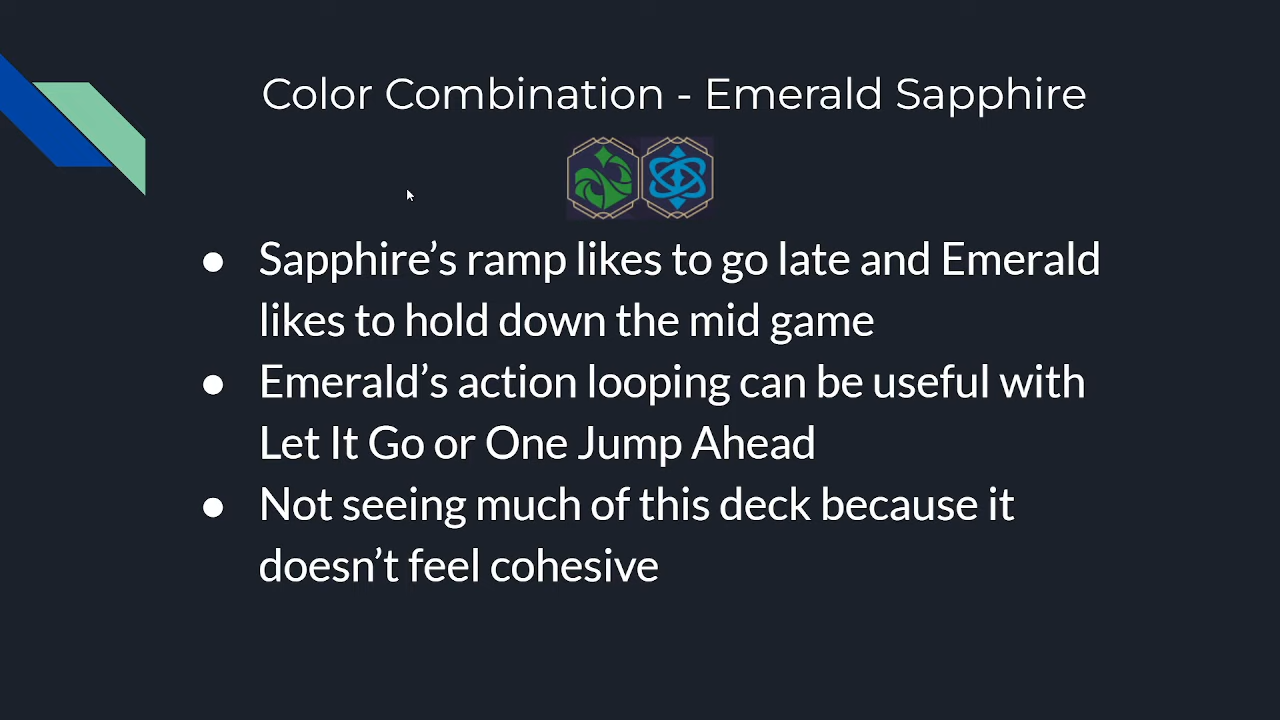 Color Combination - Emerald Sapphire
● Sapphire’s ramp likes to go late and Emerald
likes to hold down the mid game
● Emerald’s action looping can be useful with
Let It Go or One Jump Ahead
● Not seeing much of this deck because it
doesn’t feel cohesive